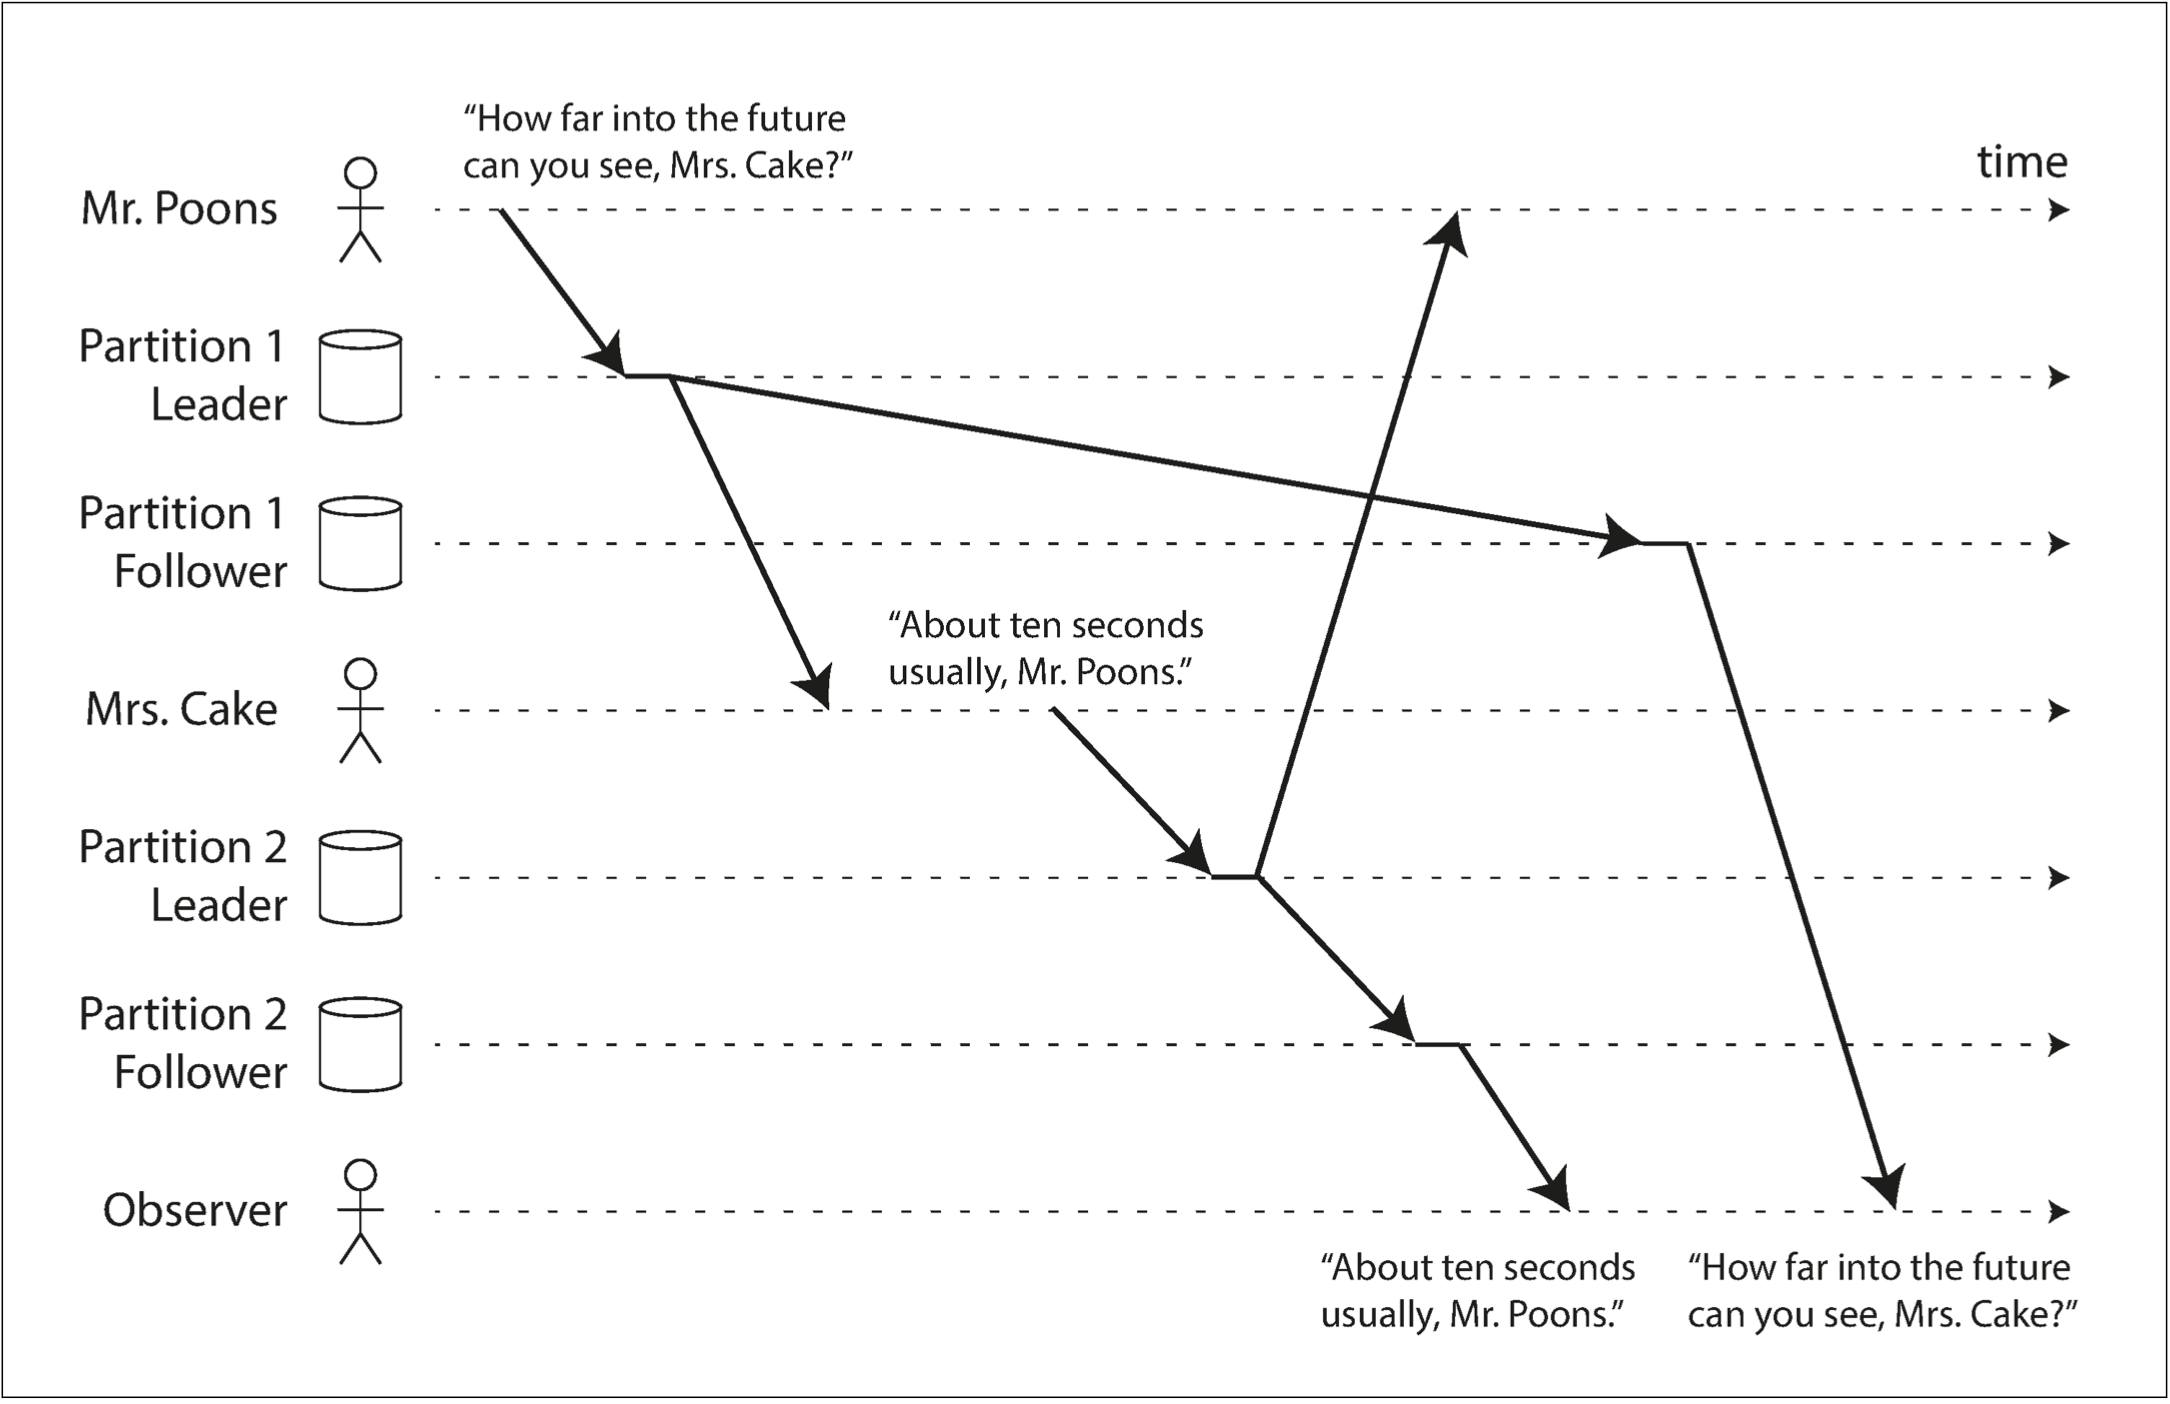 “How far into the future
can you see, Mrs. Cake?”
time
Mr. Poons
Partition 1
Leader
Partition 1
Follower
“About ten seconds
usually, Mr. Poons.”
Mrs. Cake
Partition 2
Leader
Partition 2
Follower
Observer
“About ten seconds
usually, Mr. Poons.”
“How far into the future
can you see, Mrs. Cake?”